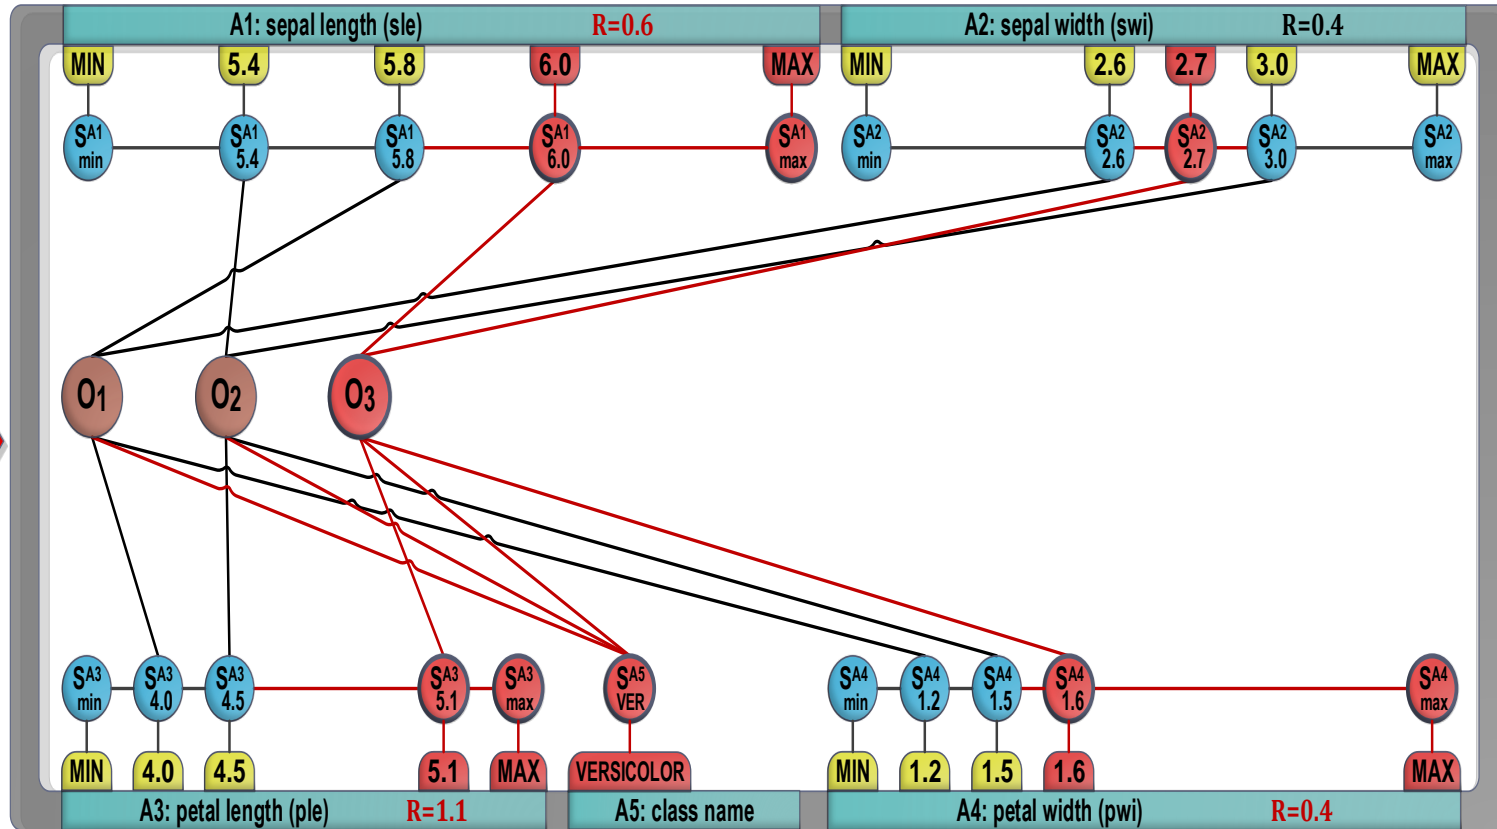 A1: sepal length (sle) R=0.6 A2: sepal width (swi) R=0.4
MIN 5.4 5.8 6.0 MAX MIN 2.6 2.7 3.0 MAX
SA1 min SA1 5.4 SA1 5.8 SA1 6.0 SA1 max SA2 min SA2 2.6 SA2 2.7 SA2 3.0 SA2 max
O1 O2 O3
SA3 min SA3 4.0 SA3 4.5 SA3 5.1 SA3 max SA5 VER SA4 min SA4 1.2 SA4 1.5 SA4 1.6 SA4 max
MIN 4.0 4.5 5.1 MAX VERSICOLOR MIN 1.2 1.5 1.6 MAX
A3: petal length (ple) R=1.1 A5: class name A4: petal width (pwi) R=0.4